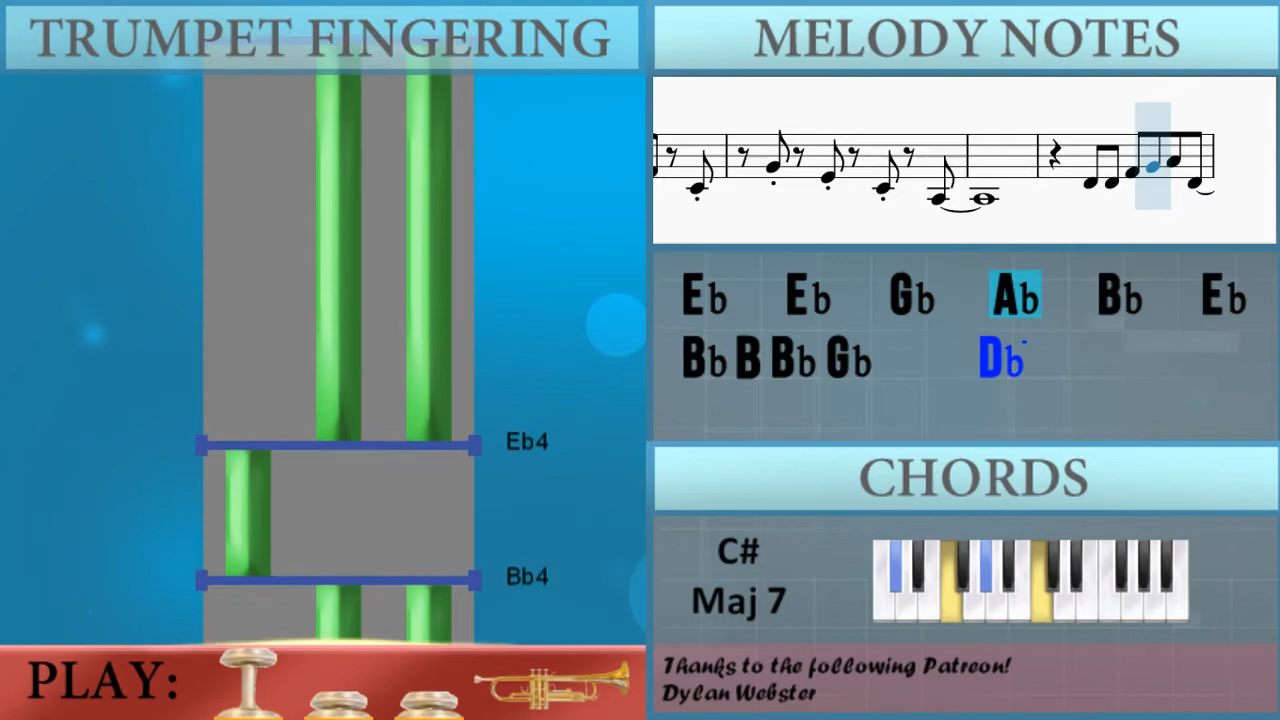 TRUMPET FINGERING
MELODY NOTES
Eb Eb Gb Ab Bb Eb
Bb B Bb Gb Db
Eb4
Bb4
CHORDS
C#
Maj 7
PLAY:
Thanks to the following Patreon!
Dylan Webster